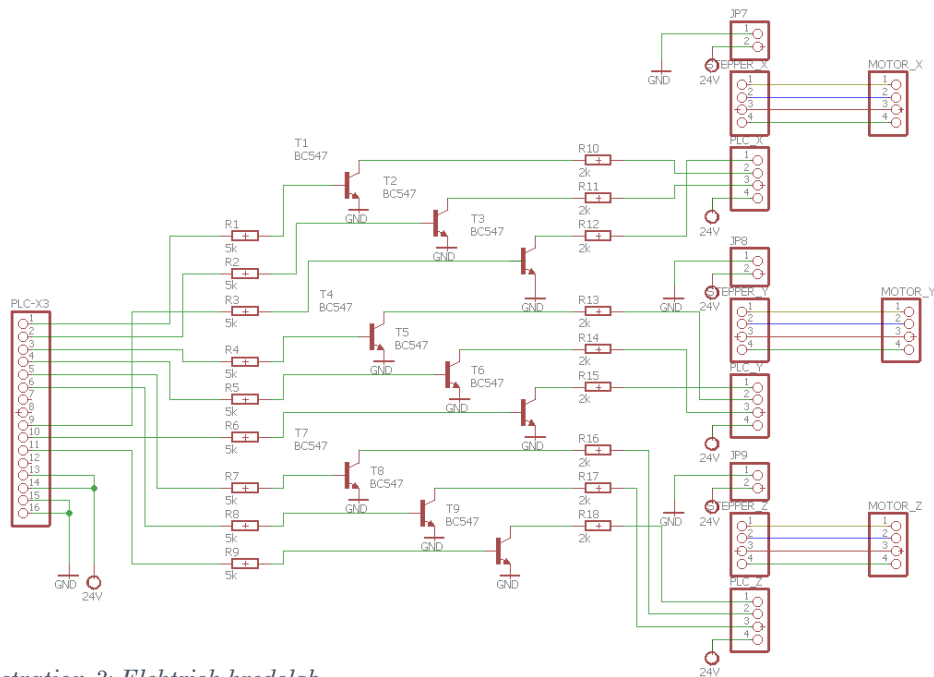 JP7
1
2
GND
24V
STEPPER_X
1
2
3
4
MOTOR_X
1
2
3
4
PLC_X
1
2
3
4
24V
T1
BC547
GND
T2
BC547
GND
T3
BC547
GND
R10
2k
R11
2k
R12
2k
R1
5k
R2
5k
R3
5k
JP8
1
2
GND
24V
STEPPER_Y
1
2
3
4
MOTOR_Y
1
2
3
4
PLC_Y
1
2
3
4
24V
T4
BC547
GND
T5
BC547
GND
T6
BC547
GND
R13
2k
R14
2k
R15
2k
R4
5k
R5
5k
R6
5k
PLC-X3
1
2
3
4
5
6
7
8
9
10
11
12
13
14
15
16
GND
24V
JP9
1
2
GND
24V
STEPPER_Z
1
2
3
4
MOTOR_Z
1
2
3
4
PLC_Z
1
2
3
4
24V
T7
BC547
GND
T8
BC547
GND
T9
BC547
GND
R16
2k
R17
2k
R18
2k
R7
5k
R8
5k
R9
5k